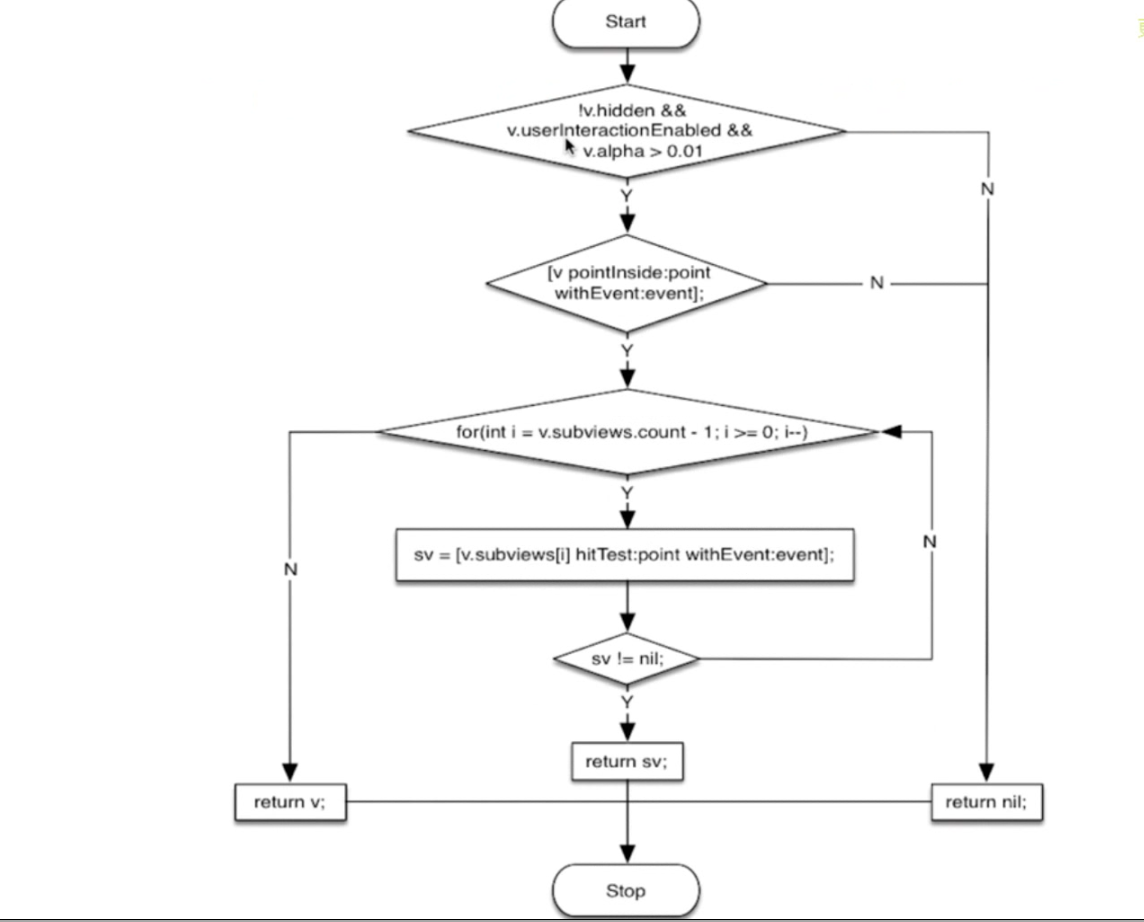 Start
!v.hidden &&
v.userInteractionEnabled &&
v.alpha > 0.01
N
Y
[v pointInside:point
withEvent:event];
N
Y
for(int i = v.subviews.count - 1; i >= 0; i--)
Y
sv = [v.subviews[i] hitTest:point withEvent:event];
N
N
sv != nil;
Y
return sv;
return v;
return nil;
Stop